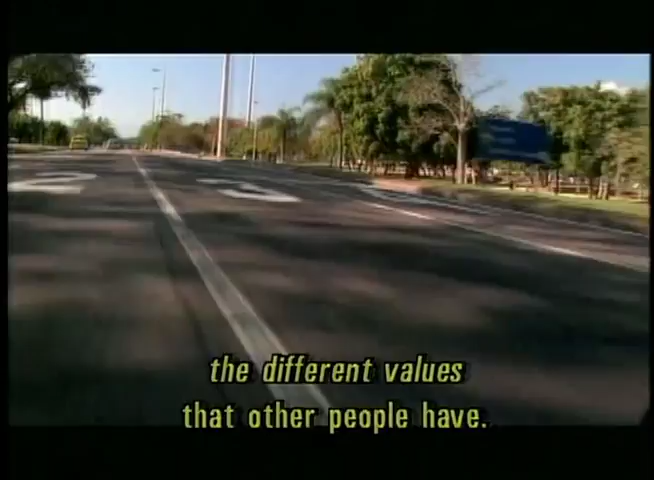 the different values
that other people have.